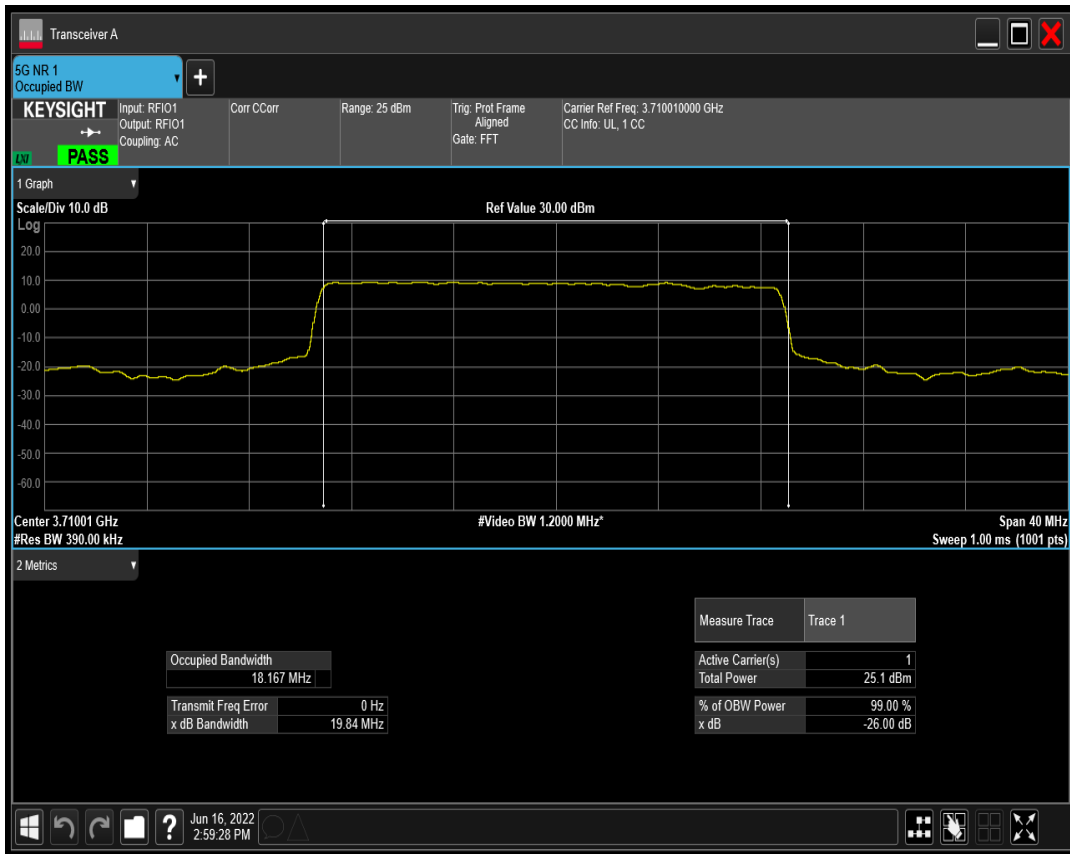 Transceiver A
5G NR 1
Occupied BW
+
KEYSIGHT
Input: RFIO1
Output: RFIO1
Coupling: AC
Corr CCorr
Range: 25 dBm
Trig: Prot Frame
Aligned
Gate: FFT
Carrier Ref Freq: 3.710010000 GHz
CC Info: UL, 1 CC
LXI
PASS
1 Graph
Scale/Div 10.0 dB
Ref Value 30.00 dBm
Log
20.0
10.0
0.00
-10.0
-20.0
-30.0
-40.0
-50.0
-60.0
Center 3.71001 GHz
#Video BW 1.2000 MHz*
Span 40 MHz
#Res BW 390.00 kHz
Sweep 1.00 ms (1001 pts)
2 Metrics
Measure Trace Trace 1
Occupied Bandwidth
18.167 MHz
Active Carrier(s) 1
Total Power 25.1 dBm
Transmit Freq Error 0 Hz
x dB Bandwidth 19.84 MHz
% of OBW Power 99.00 %
x dB -26.00 dB
?
Jun 16, 2022
2:59:28 PM